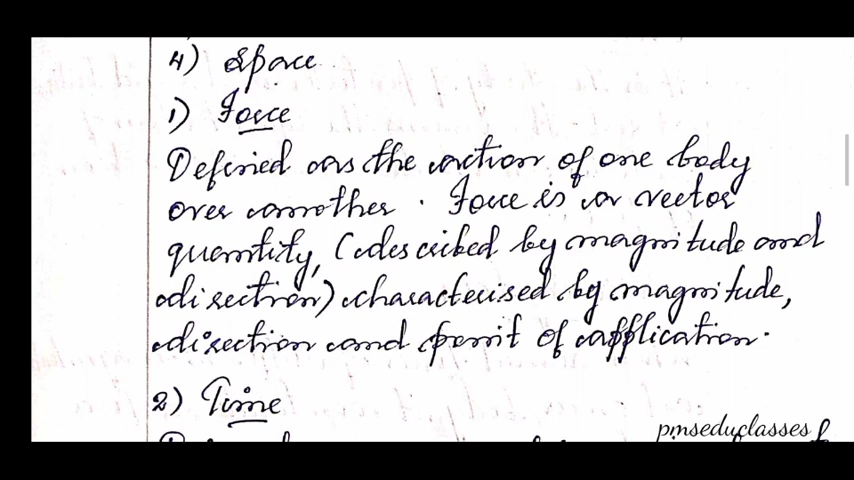 4) Space
1) Force
Defined as the action of one body
over another. Force is a vector
quantity, (described by magnitude and
direction) characterised by magnitude,
direction and point of application.
2) Time
pmseduclasses